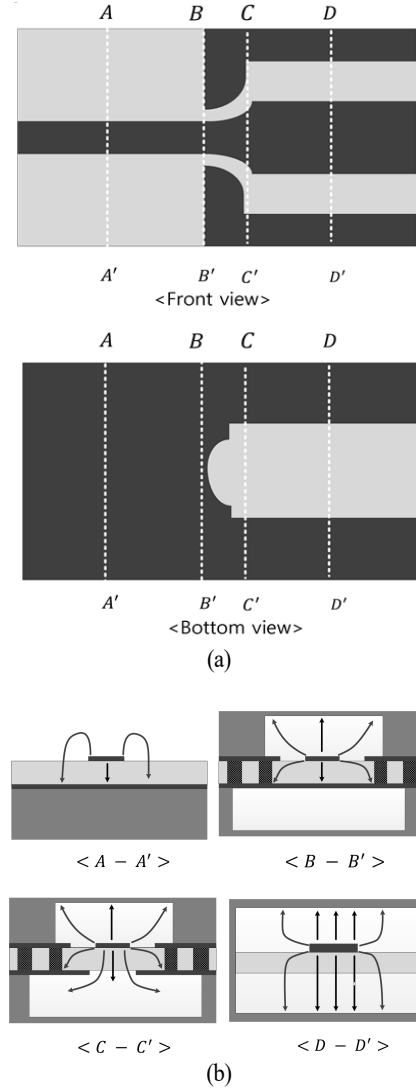 A B C D
A′ B′ C′ D′
<Front view>
A B C D
A′ B′ C′ D′
<Bottom view>
(a)
< A − A′ > < B − B′ >
< C − C′ > < D − D′ >
(b)